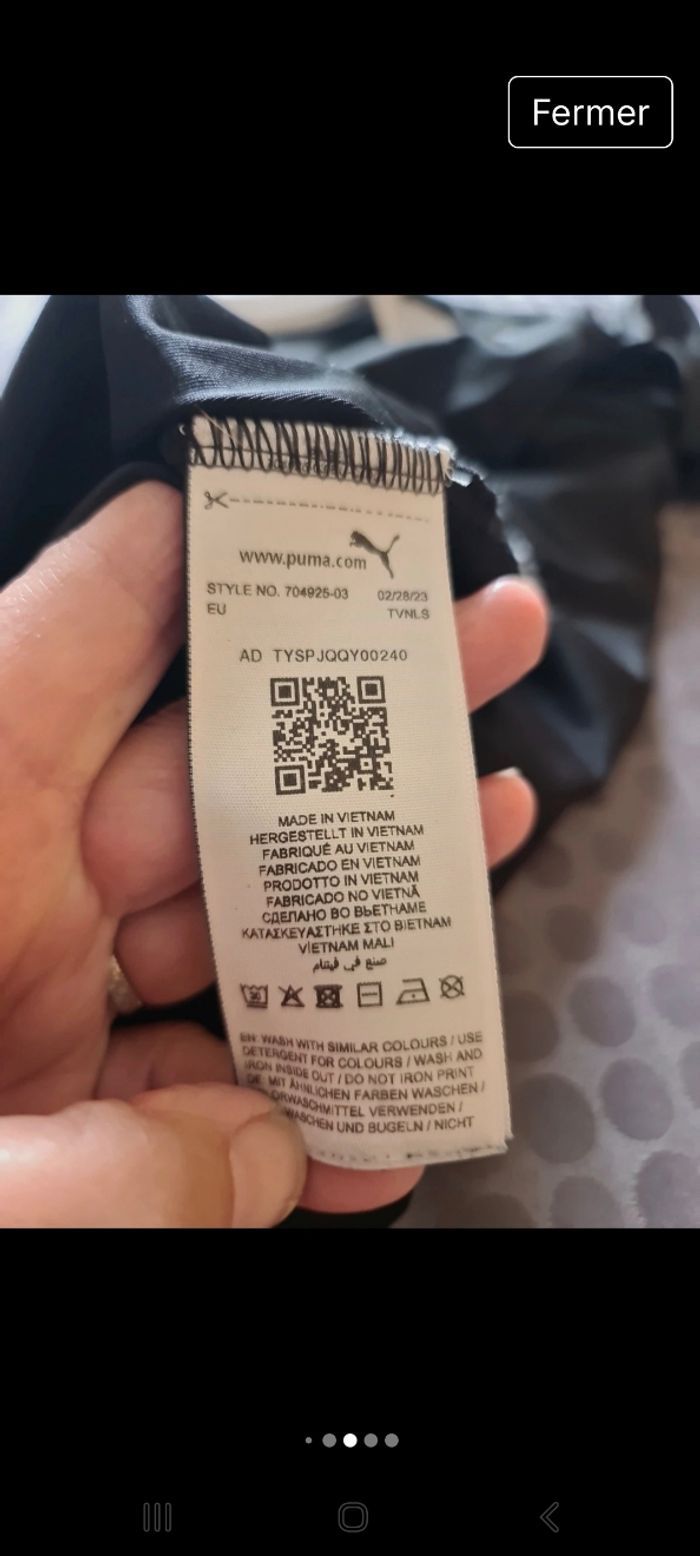 Fermer
www.puma.com
STYLE NO. 704925-03 02/28/23
EU TVNLS
AD TYSPJQQY00240
MADE IN VIETNAM
HERGESTELLT IN VIETNAM
FABRIQUÉ AU VIETNAM
FABRICADO EN VIETNAM
PRODOTTO IN VIETNAM
FABRICADO NO VIETNÃ
СДЕЛАНО ВО ВЬЕТНАМЕ
ΚΑΤΑΣΚΕΥΑΣΤΗΚΕ ΣΤΟ ΒΙΕΤΝΑΜ
VİETNAM MALI
صنع في فيتنام
EN: WASH WITH SIMILAR COLOURS / USE
DETERGENT FOR COLOURS / WASH AND
IRON INSIDE OUT / DO NOT IRON PRINT
DE: MIT ÄHNLICHEN FARBEN WASCHEN /
VERWENDEN /
WASCHEN UND BÜGELN / NICHT